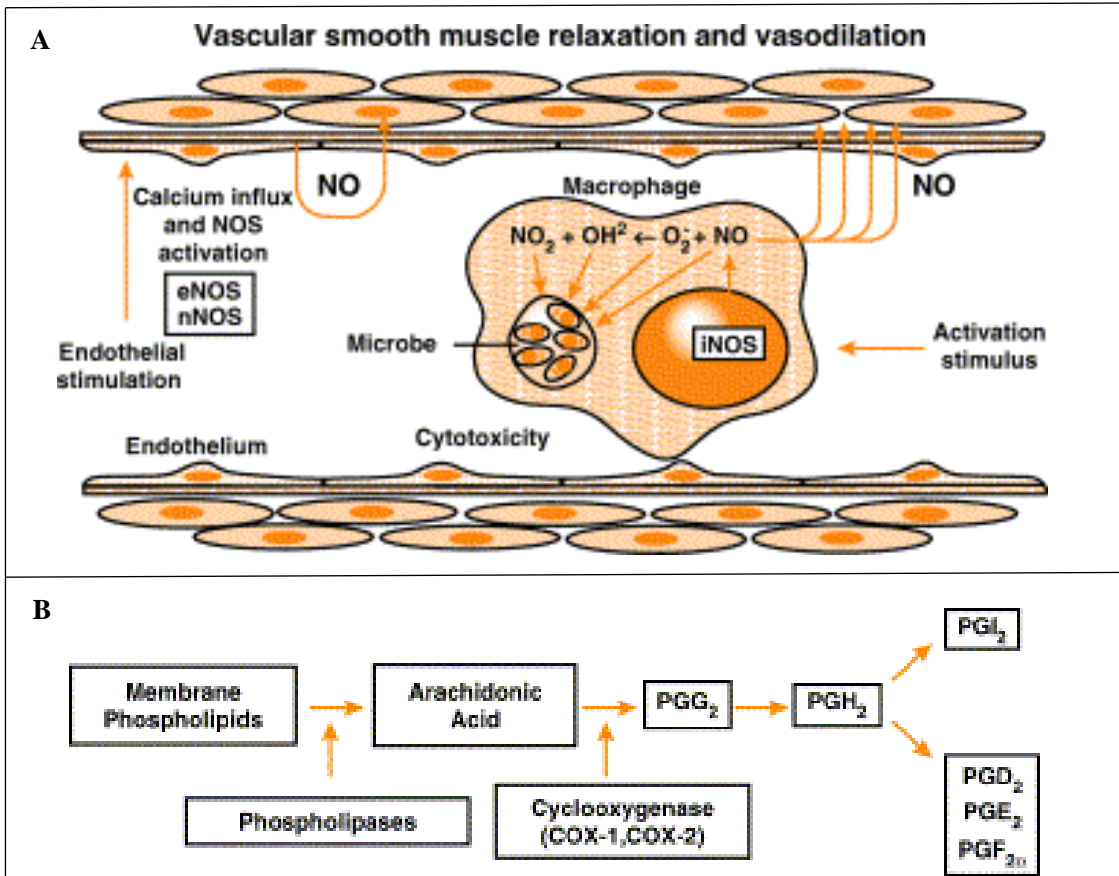 A
Vascular smooth muscle relaxation and vasodilation
NO
Calcium influx
and NOS
activation
eNOS
nNOS
Endothelial
stimulation
Macrophage
NO
NO₂ + OH² ← O₂⁻ + NO
Microbe
iNOS
Activation
stimulus
Endothelium
Cytotoxicity
B
Membrane
Phospholipids
Arachidonic
Acid
PGG₂
PGH₂
PGI₂
Phospholipases
Cyclooxygenase
(COX-1,COX-2)
PGD₂
PGE₂
PGF₂α